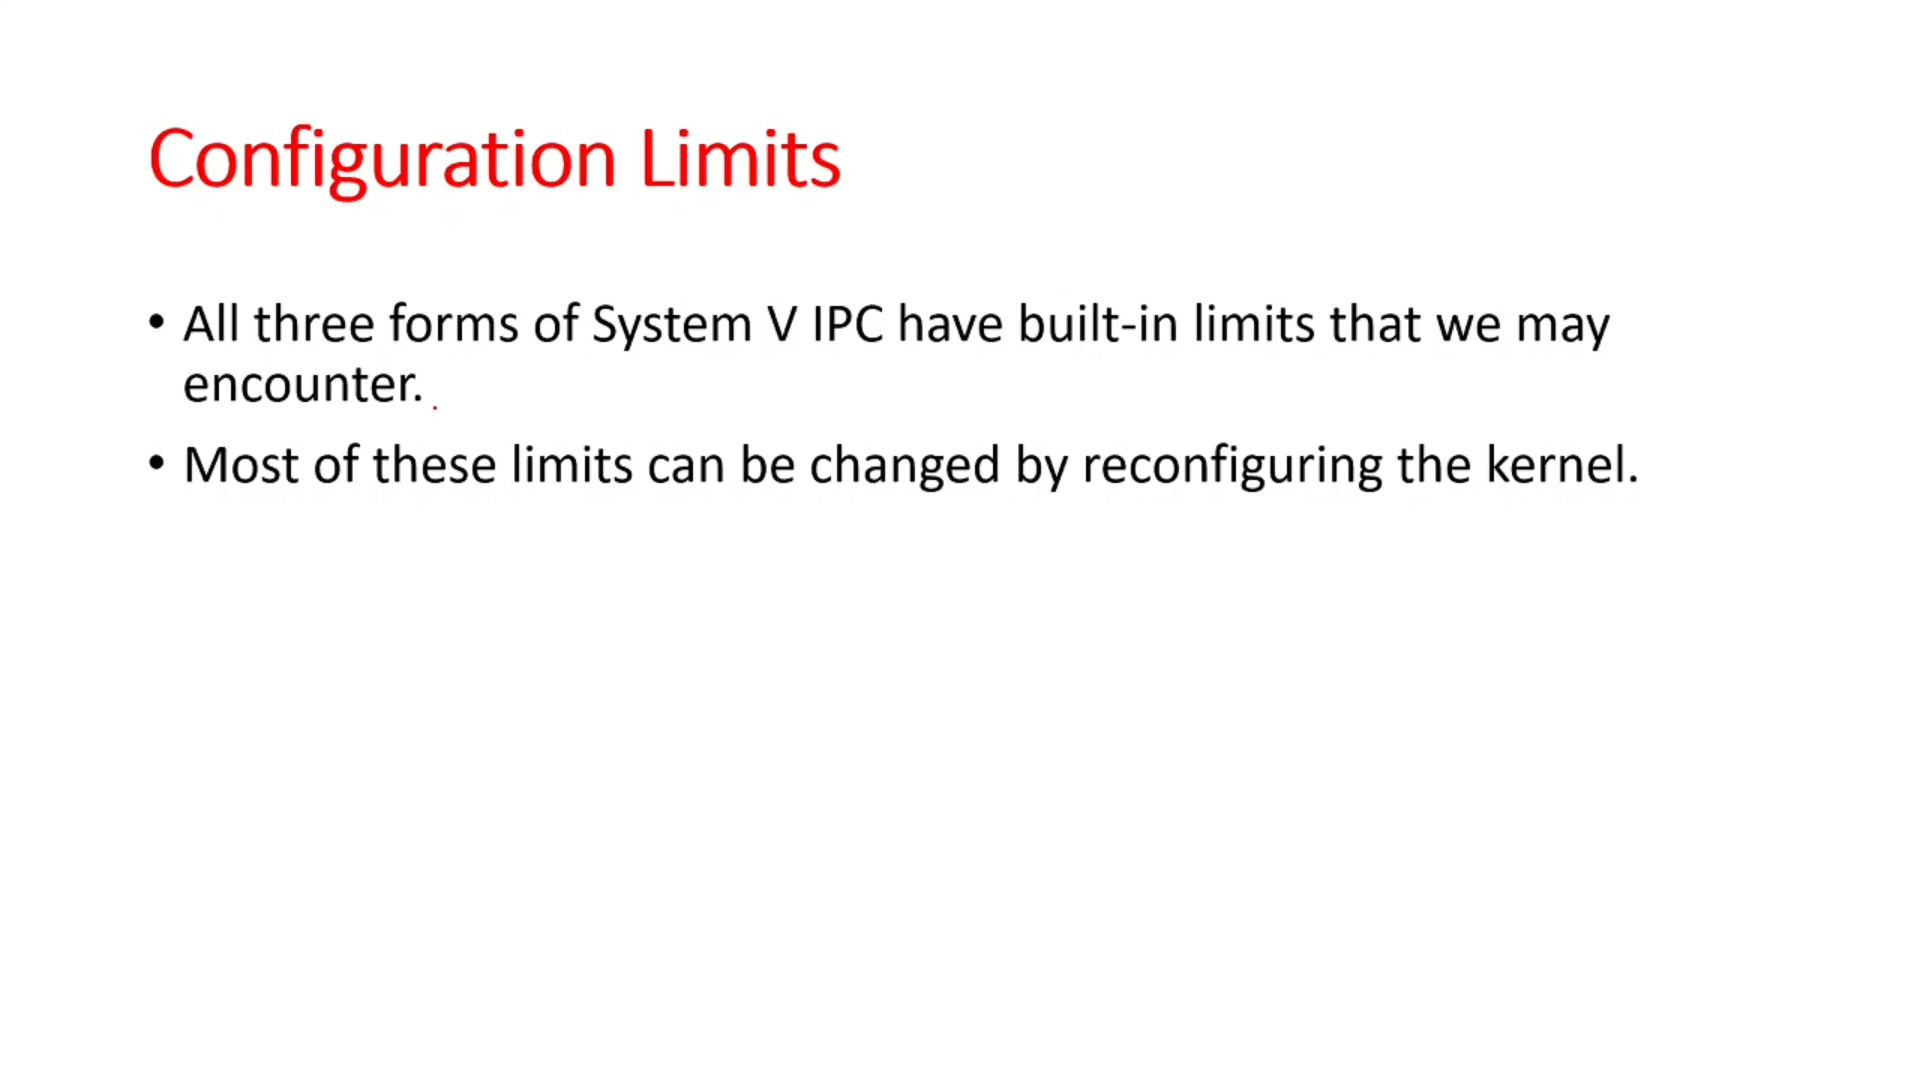 Configuration Limits
• All three forms of System V IPC have built-in limits that we may
encounter.
• Most of these limits can be changed by reconfiguring the kernel.